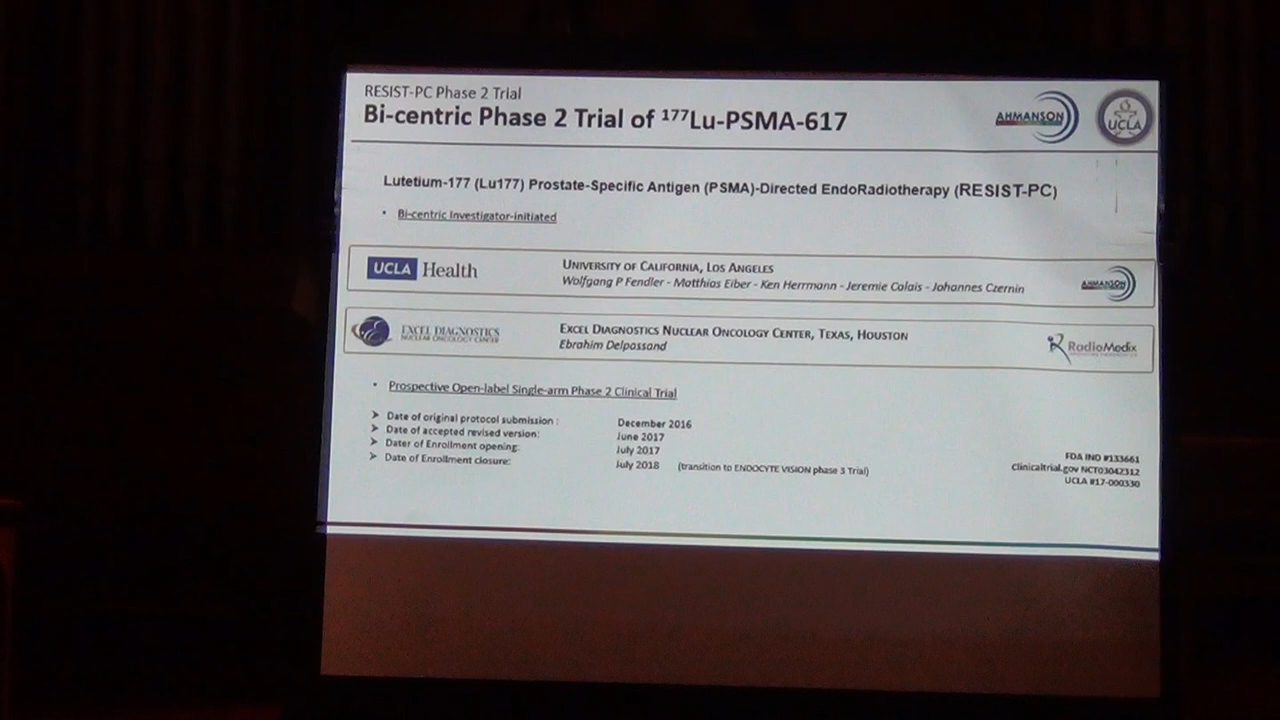 RESIST-PC Phase 2 Trial
Bi-centric Phase 2 Trial of ¹⁷⁷Lu-PSMA-617
AHMANSON
UCLA
Lutetium-177 (Lu177) Prostate-Specific Antigen (PSMA)-Directed EndoRadiotherapy (RESIST-PC)
• Bi-centric Investigator-initiated
UCLA Health
UNIVERSITY OF CALIFORNIA, LOS ANGELES
Wolfgang P Fendler - Matthias Eiber - Ken Herrmann - Jeremie Calais - Johannes Czernin
AHMANSON
EXCEL DIAGNOSTICS
NUCLEAR ONCOLOGY CENTER
EXCEL DIAGNOSTICS NUCLEAR ONCOLOGY CENTER, TEXAS, HOUSTON
Ebrahim Delpassand
RadioMedix
• Prospective Open-label Single-arm Phase 2 Clinical Trial
➤ Date of original protocol submission : December 2016
➤ Date of accepted revised version: June 2017
➤ Dater of Enrollment opening: July 2017
➤ Date of Enrollment closure: July 2018 (transition to ENDOCYTE VISION phase 3 Trial)
FDA IND #133661
Clinicaltrial.gov NCT03042312
UCLA #17-000330